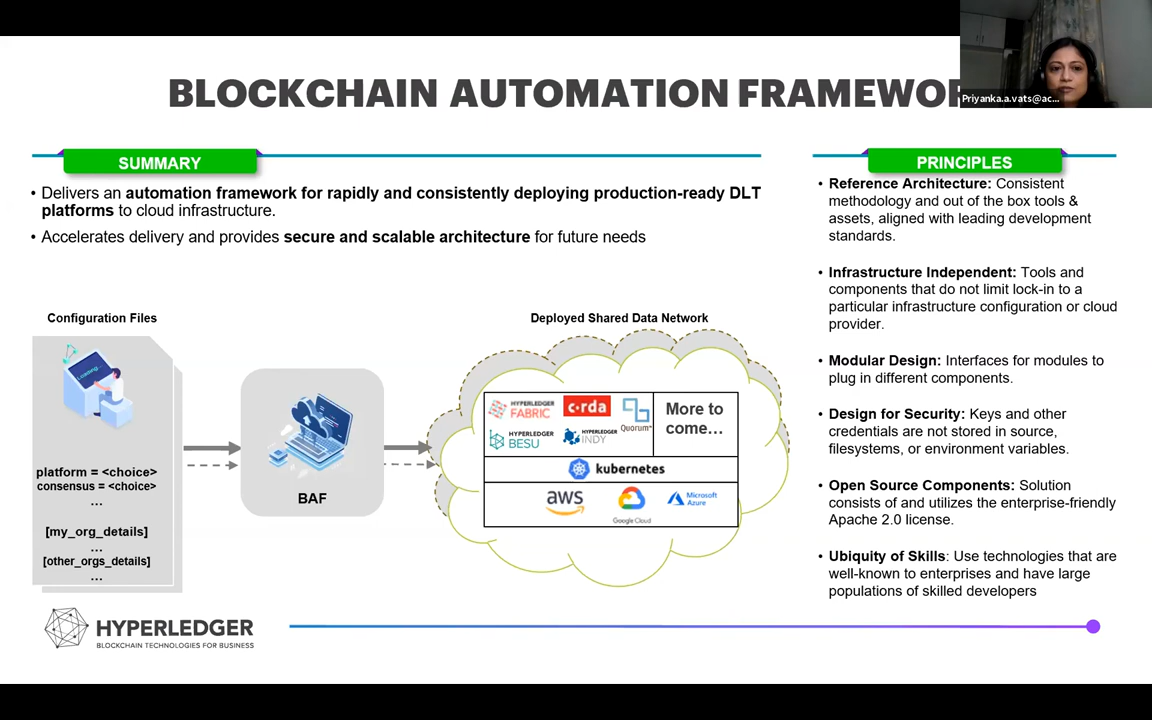 BLOCKCHAIN AUTOMATION FRAMEWOR
Priyanka.a.vats@ac...
SUMMARY
• Delivers an automation framework for rapidly and consistently deploying production-ready DLT
platforms to cloud infrastructure.
• Accelerates delivery and provides secure and scalable architecture for future needs
Configuration Files
Loading...
platform = <choice>
consensus = <choice>
...
[my_org_details]
...
[other_orgs_details]
...
BAF
Deployed Shared Data Network
HYPERLEDGER
FABRIC
c·rda
Quorum
HYPERLEDGER
BESU
HYPERLEDGER
INDY
More to
come…
kubernetes
aws
Google Cloud
Microsoft
Azure
PRINCIPLES
• Reference Architecture: Consistent
methodology and out of the box tools &
assets, aligned with leading development
standards.
• Infrastructure Independent: Tools and
components that do not limit lock-in to a
particular infrastructure configuration or cloud
provider.
• Modular Design: Interfaces for modules to
plug in different components.
• Design for Security: Keys and other
credentials are not stored in source,
filesystems, or environment variables.
• Open Source Components: Solution
consists of and utilizes the enterprise-friendly
Apache 2.0 license.
• Ubiquity of Skills: Use technologies that are
well-known to enterprises and have large
populations of skilled developers
HYPERLEDGER
BLOCKCHAIN TECHNOLOGIES FOR BUSINESS